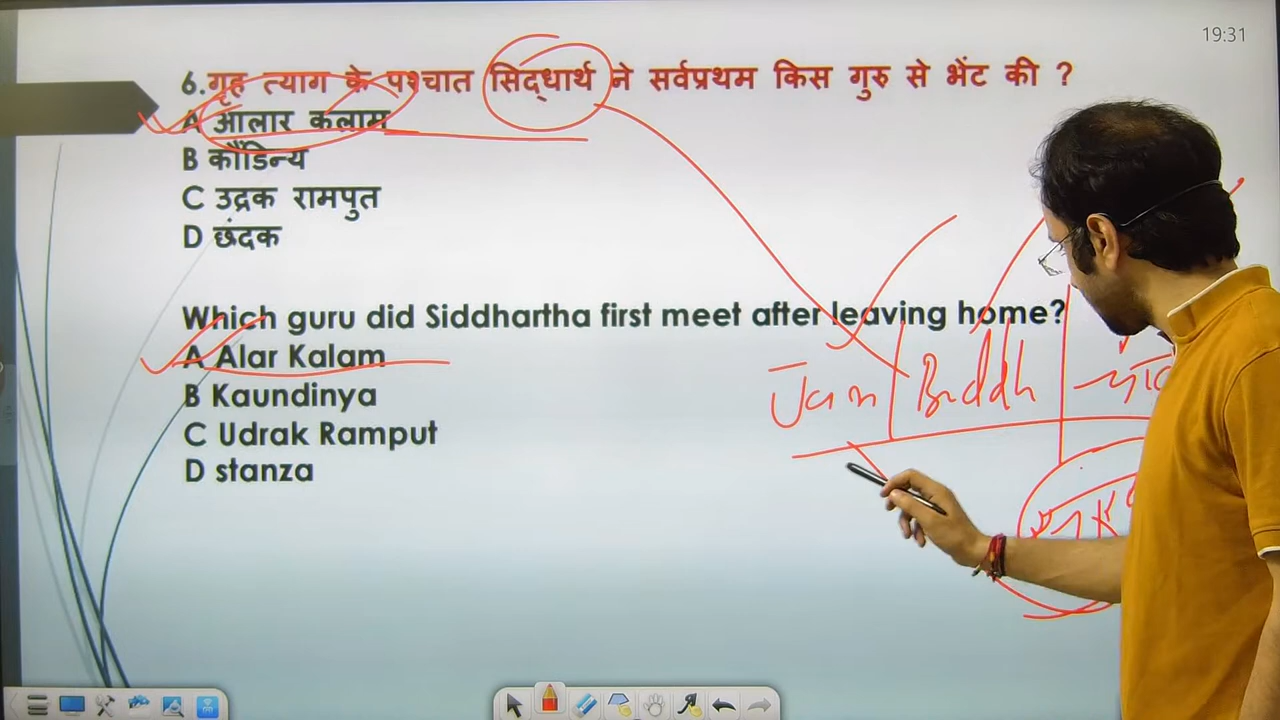 19:31
6.गृह त्याग के पश्चात सिद्धार्थ ने सर्वप्रथम किस गुरु से भेंट की ?
A आलार कलाम
B कौंडिन्य
C उद्रक रामपुत
D छंदक
Which guru did Siddhartha first meet after leaving home?
A Alar Kalam
B Kaundinya
C Udrak Ramput
D stanza
Jain Buddh